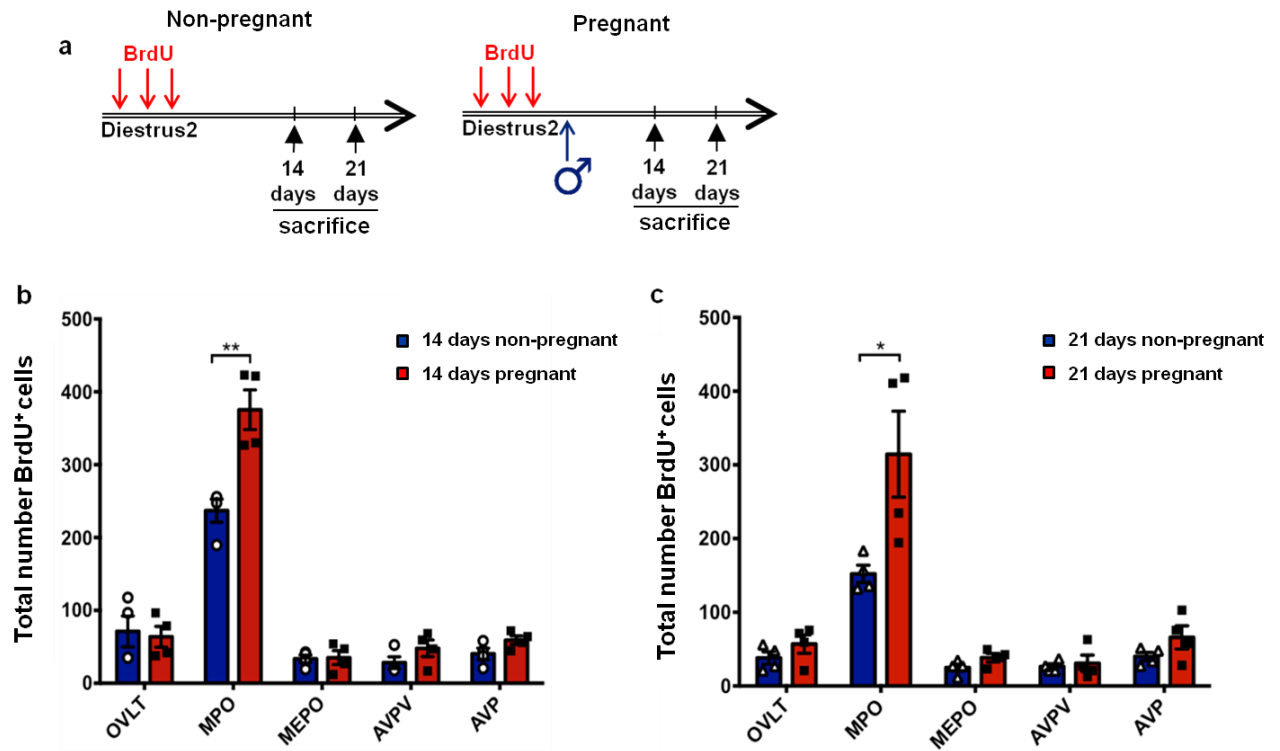 Non-pregnant
Pregnant
a
BrdU
BrdU
Diestrus2
Diestrus2
14
days
21
days
14
days
21
days
sacrifice
sacrifice
b
c
Total number BrdU⁺cells
500
400
300
200
100
0
**
14 days non-pregnant
14 days pregnant
OVLT
MPO
MEPO
AVPV
AVP
Total number BrdU⁺cells
500
400
300
200
100
0
*
21 days non-pregnant
21 days pregnant
OVLT
MPO
MEPO
AVPV
AVP